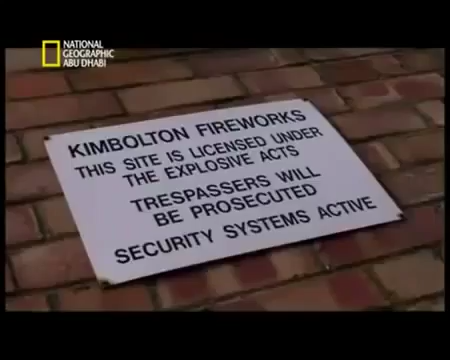 NATIONAL
GEOGRAPHIC
ABU DHABI
KIMBOLTON FIREWORKS
THIS SITE IS LICENSED UNDER
THE EXPLOSIVE ACTS
TRESPASSERS WILL
BE PROSECUTED
SECURITY SYSTEMS ACTIVE